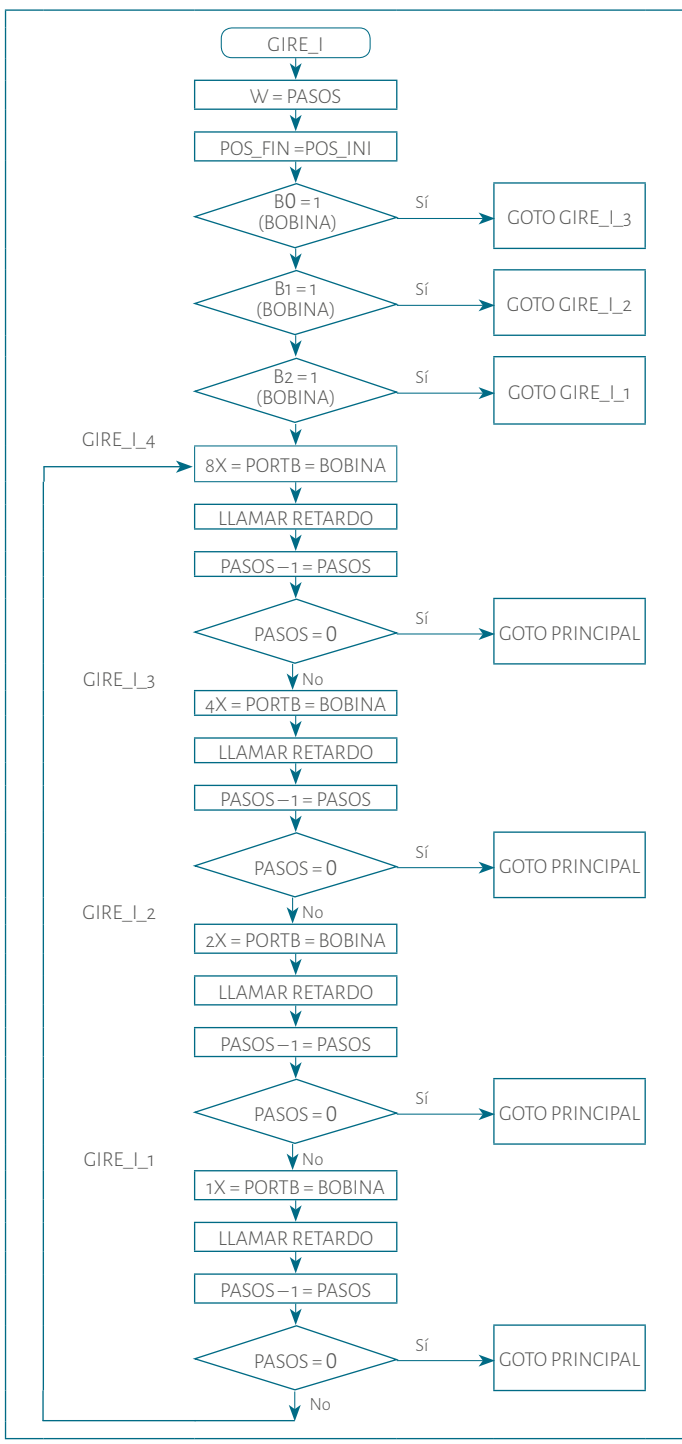 GIRE_I
W = PASOS
POS_FIN =POS_INI
B0 = 1
(BOBINA)
Sí
GOTO GIRE_I_3
B1 = 1
(BOBINA)
Sí
GOTO GIRE_I_2
B2 = 1
(BOBINA)
Sí
GOTO GIRE_I_1
GIRE_I_4
8X = PORTB = BOBINA
LLAMAR RETARDO
PASOS – 1 = PASOS
PASOS = 0
Sí
GOTO PRINCIPAL
No
GIRE_I_3
4X = PORTB = BOBINA
LLAMAR RETARDO
PASOS – 1 = PASOS
PASOS = 0
Sí
GOTO PRINCIPAL
No
GIRE_I_2
2X = PORTB = BOBINA
LLAMAR RETARDO
PASOS – 1 = PASOS
PASOS = 0
Sí
GOTO PRINCIPAL
No
GIRE_I_1
1X = PORTB = BOBINA
LLAMAR RETARDO
PASOS – 1 = PASOS
PASOS = 0
Sí
GOTO PRINCIPAL
No